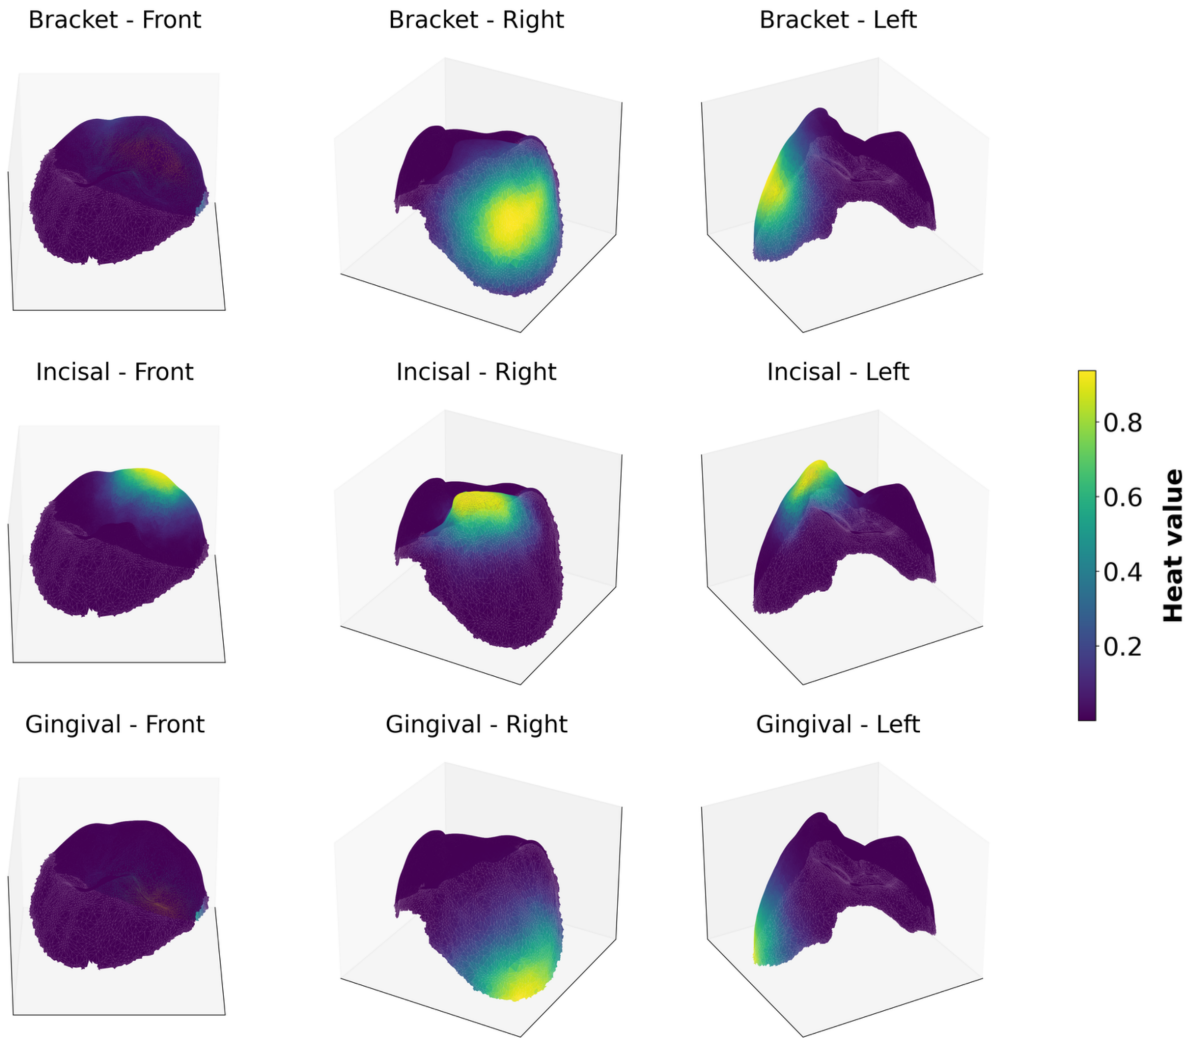 Bracket - Front
Bracket - Right
Bracket - Left
Incisal - Front
Incisal - Right
Incisal - Left
0.8
0.6
0.4
0.2
Heat value
Gingival - Front
Gingival - Right
Gingival - Left